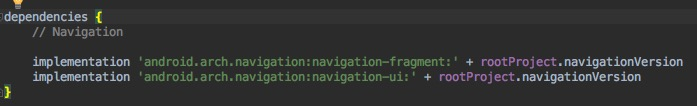 dependencies {
// Navigation
implementation 'android.arch.navigation:navigation-fragment:' + rootProject.navigationVersion
implementation 'android.arch.navigation:navigation-ui:' + rootProject.navigationVersion
}